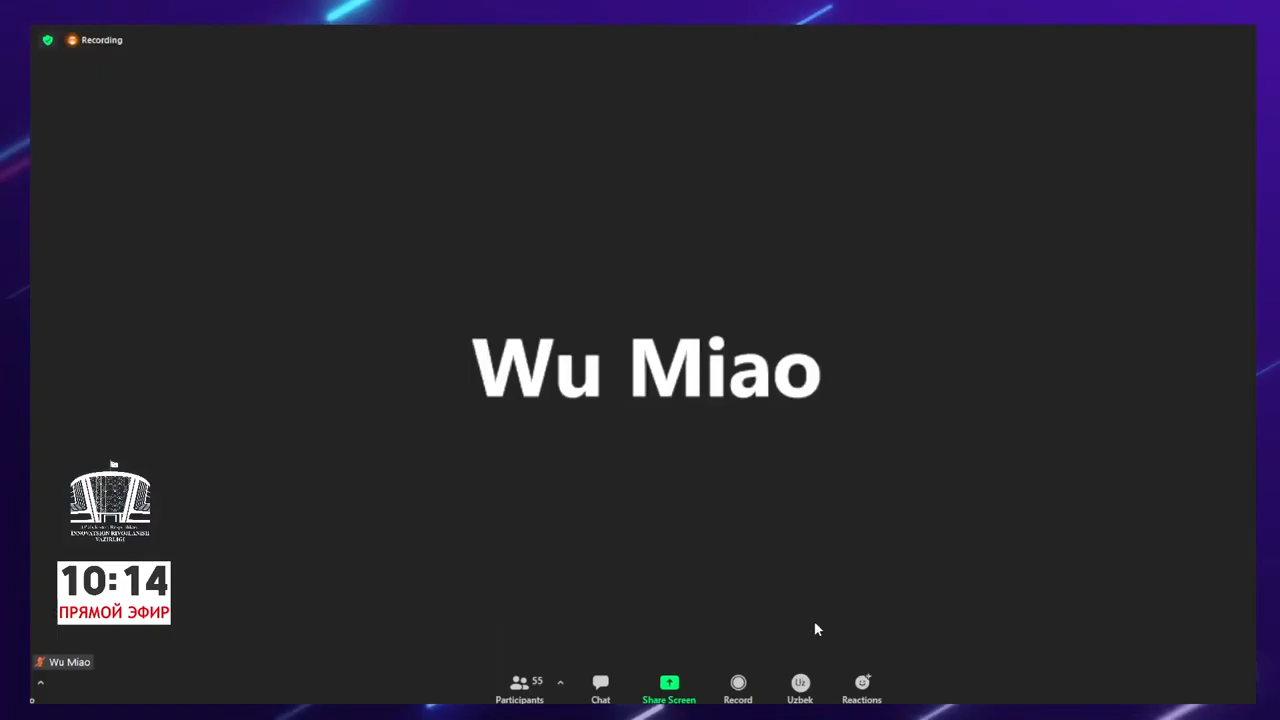 Recording
Wu Miao
INNOVATSION RIVOJLANISH
VAZIRLIGI
10:14
ПРЯМОЙ ЭФИР
Wu Miao
55
Participants
Chat
Share Screen
Record
Uz
Uzbek
Reactions